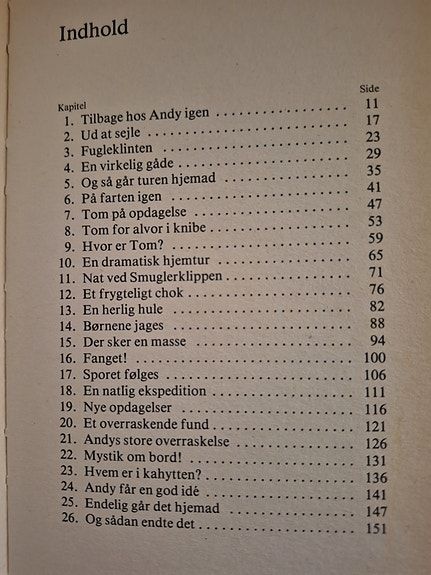 Indhold
Kapitel Side
1. Tilbage hos Andy igen . . . . . . . . . . . . . . . . . . 11
2. Ud at sejle . . . . . . . . . . . . . . . . . . . . . . . . . . . . 17
3. Fugleklinten . . . . . . . . . . . . . . . . . . . . . . . . . . 23
4. En virkelig gåde . . . . . . . . . . . . . . . . . . . . . . . 29
5. Og så går turen hjemad . . . . . . . . . . . . . . . . . 35
6. På farten igen . . . . . . . . . . . . . . . . . . . . . . . . . 41
7. Tom på opdagelse . . . . . . . . . . . . . . . . . . . . . 47
8. Tom for alvor i knibe . . . . . . . . . . . . . . . . . . 53
9. Hvor er Tom? . . . . . . . . . . . . . . . . . . . . . . . . . 59
10. En dramatisk hjemtur . . . . . . . . . . . . . . . . . . 65
11. Nat ved Smuglerklippen . . . . . . . . . . . . . . . . 71
12. Et frygteligt chok . . . . . . . . . . . . . . . . . . . . . . 76
13. En herlig hule . . . . . . . . . . . . . . . . . . . . . . . . . 82
14. Børnene jages . . . . . . . . . . . . . . . . . . . . . . . . 88
15. Der sker en masse . . . . . . . . . . . . . . . . . . . . . 94
16. Fanget! . . . . . . . . . . . . . . . . . . . . . . . . . . . . . 100
17. Sporet følges . . . . . . . . . . . . . . . . . . . . . . . . . 106
18. En natlig ekspedition . . . . . . . . . . . . . . . . . . 111
19. Nye opdagelser . . . . . . . . . . . . . . . . . . . . . . . 116
20. Et overraskende fund . . . . . . . . . . . . . . . . . . 121
21. Andys store overraskelse . . . . . . . . . . . . . . . 126
22. Mystik om bord! . . . . . . . . . . . . . . . . . . . . . . 131
23. Hvem er i kahytten? . . . . . . . . . . . . . . . . . . . 136
24. Andy får en god idé . . . . . . . . . . . . . . . . . . . 141
25. Endelig går det hjemad . . . . . . . . . . . . . . . . 147
26. Og sådan endte det . . . . . . . . . . . . . . . . . . . . 151